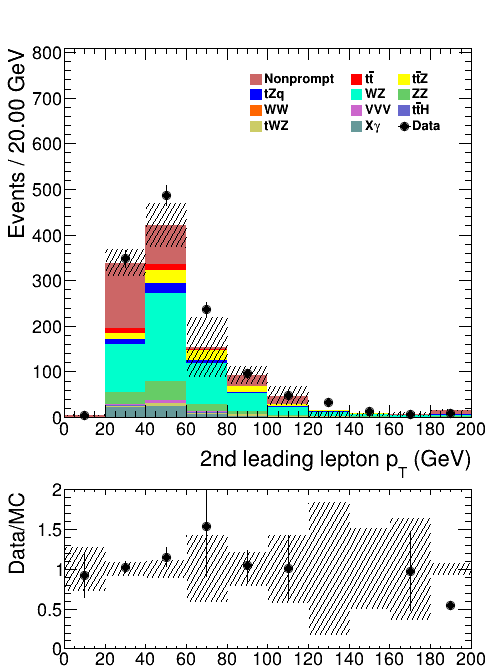 Events / 20.00 GeV
800
700
600
500
400
300
200
100
0
Nonprompt tt̄ tt̄Z
tZq WZ ZZ
WW VVV tt̄H
tWZ Xγ Data
0 20 40 60 80 100 120 140 160 180 200
2nd leading lepton p_T (GeV)
Data/MC
2
1.5
1
0.5
0
0 20 40 60 80 100 120 140 160 180 200